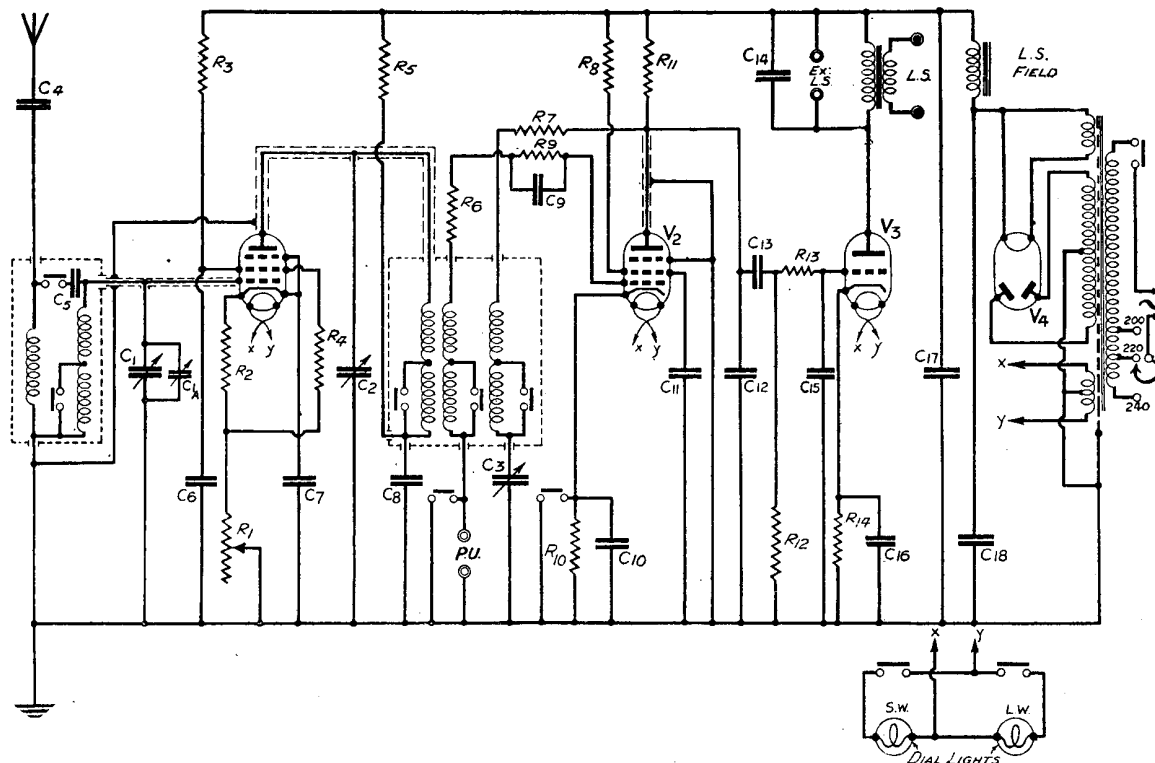 C4
R3
R5
R8
R11
C14
Ex:
L.S.
L.S.
L.S.
FIELD
R7
R9
C9
R6
V2
C13
R13
V3
V4
C5
C1
C1A
R2
R4
C2
C3
C11
C12
C15
C17
200
220
240
x
y
x y
x y
x y
C6
C7
C8
R1
P.U.
R10
C10
R12
R14
C16
C18
x y
S.W.
L.W.
DIAL LIGHTS